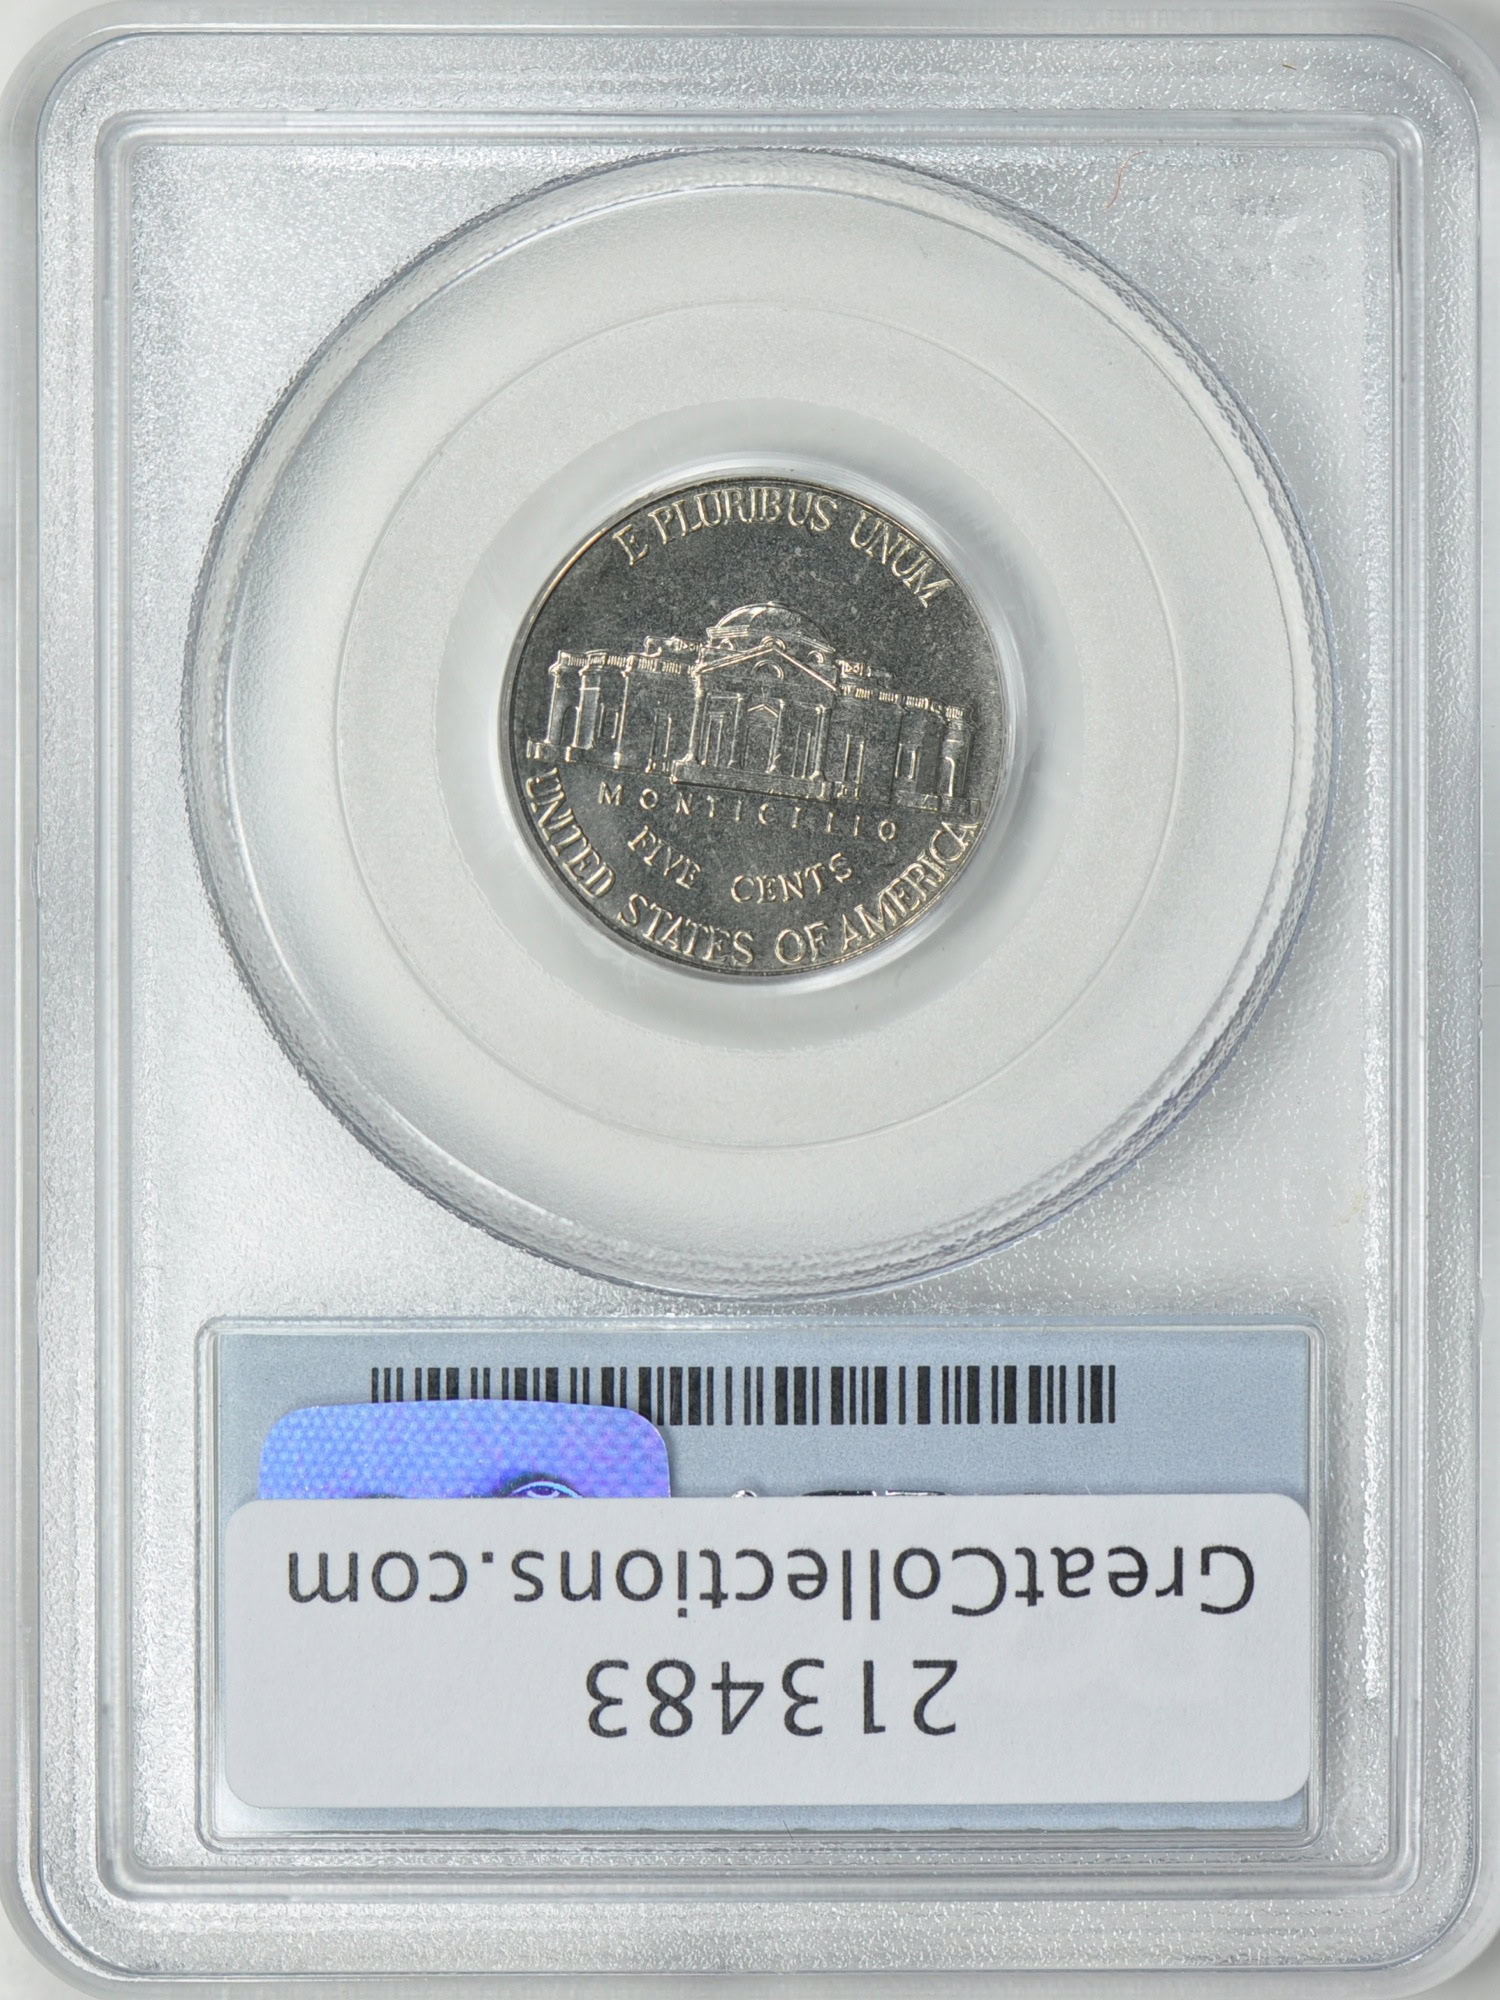 E PLURIBUS UNUM
MONTICELLO
FIVE CENTS
UNITED STATES OF AMERICA
GreatCollections.com
213483